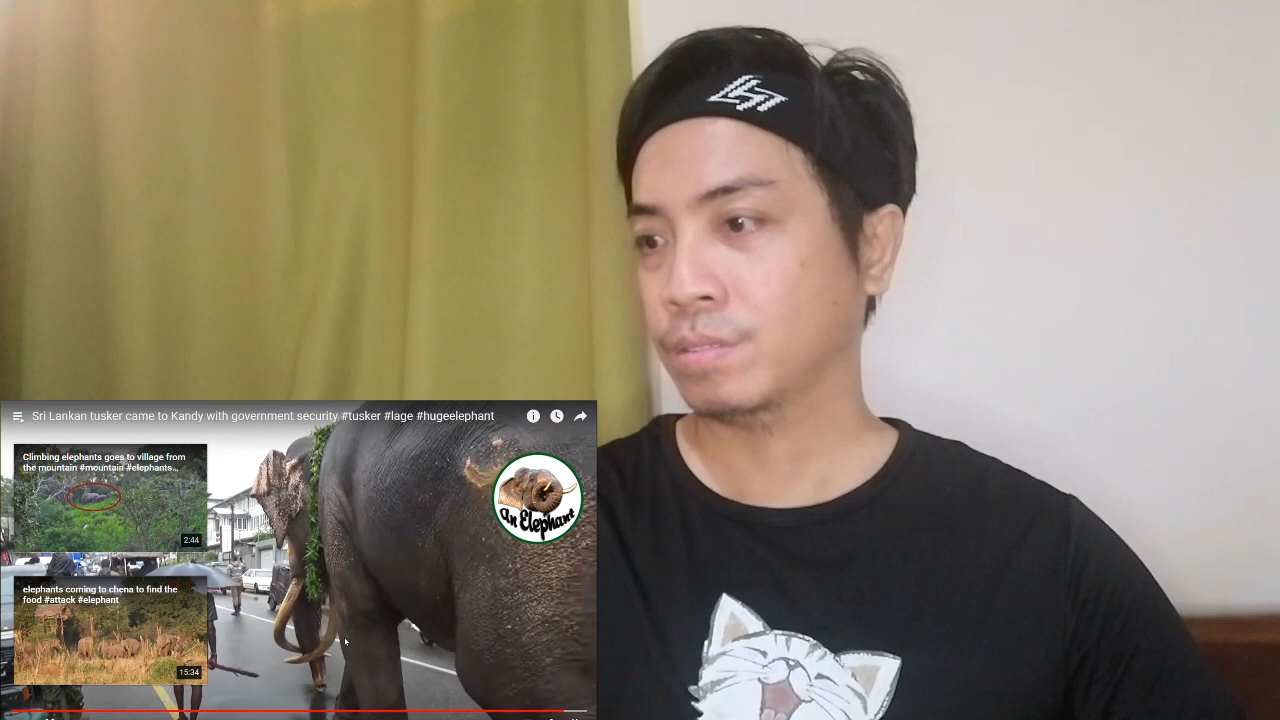 Sri Lankan tusker came to Kandy with government security #tusker #lage #hugeelephant
Climbing elephants goes to village from
the mountain #mountain #elephants...
2:44
An Elephant
elephants coming to chena to find the
food #attack #elephant
15:34